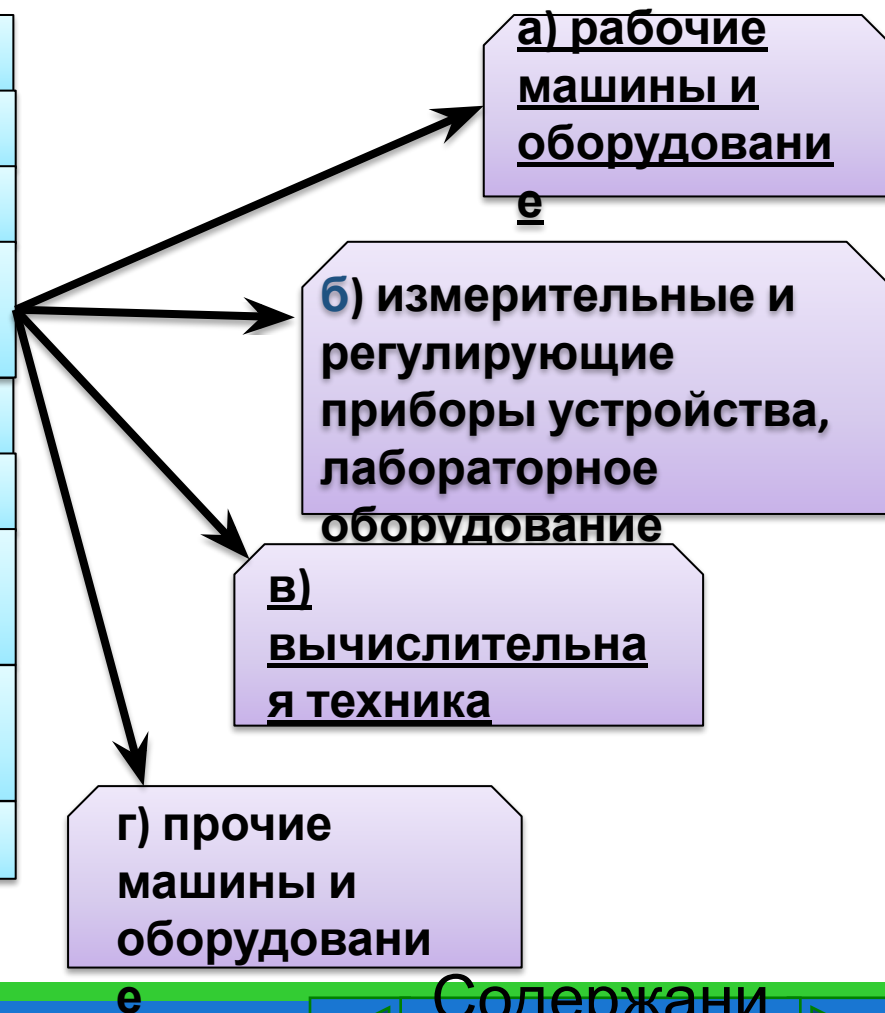 а) рабочие
машины и
оборудовани
е
б) измерительные и
регулирующие
приборы устройства,
лабораторное
оборудование
в)
вычислительна
я техника
г) прочие
машины и
оборудовани
е
Содержани